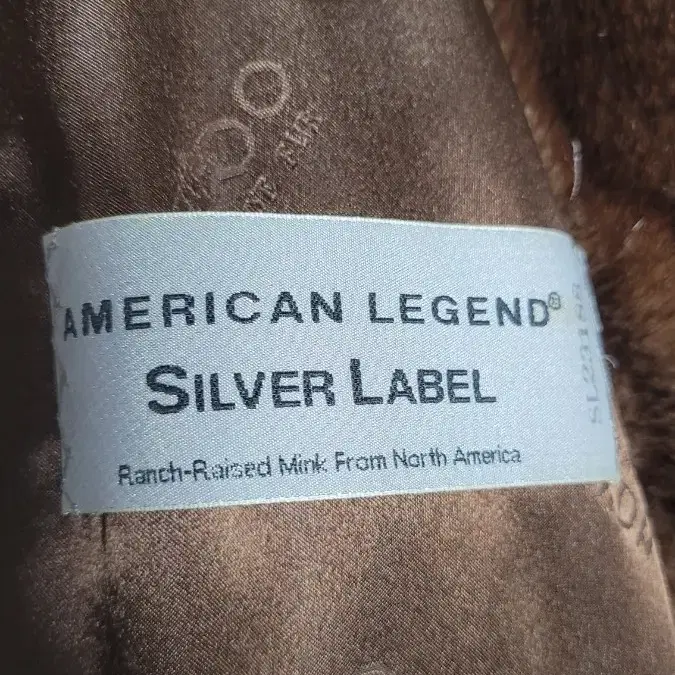 AMERICAN LEGEND®
SILVER LABEL
Ranch-Raised Mink From North America